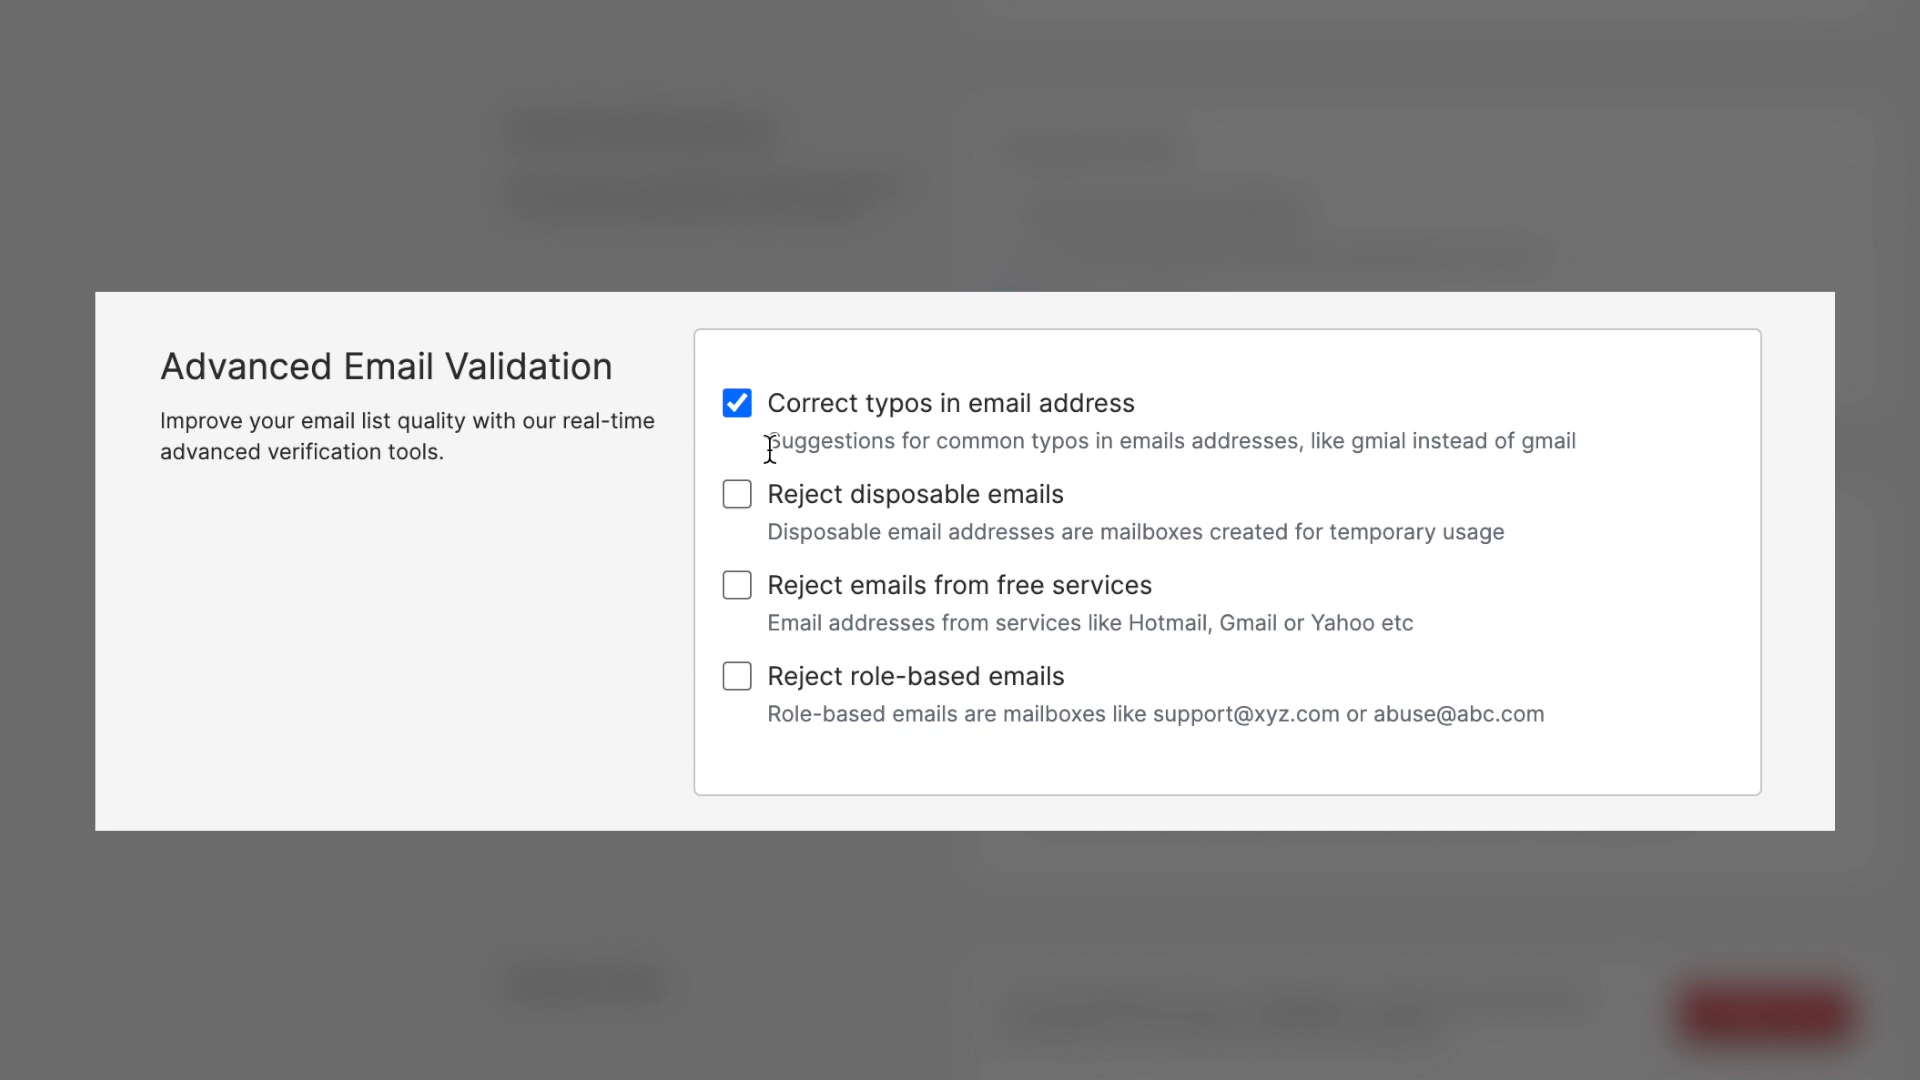 Advanced Email Validation
Improve your email list quality with our real-time
advanced verification tools.
Correct typos in email address
Suggestions for common typos in emails addresses, like gmial instead of gmail
Reject disposable emails
Disposable email addresses are mailboxes created for temporary usage
Reject emails from free services
Email addresses from services like Hotmail, Gmail or Yahoo etc
Reject role-based emails
Role-based emails are mailboxes like support@xyz.com or abuse@abc.com